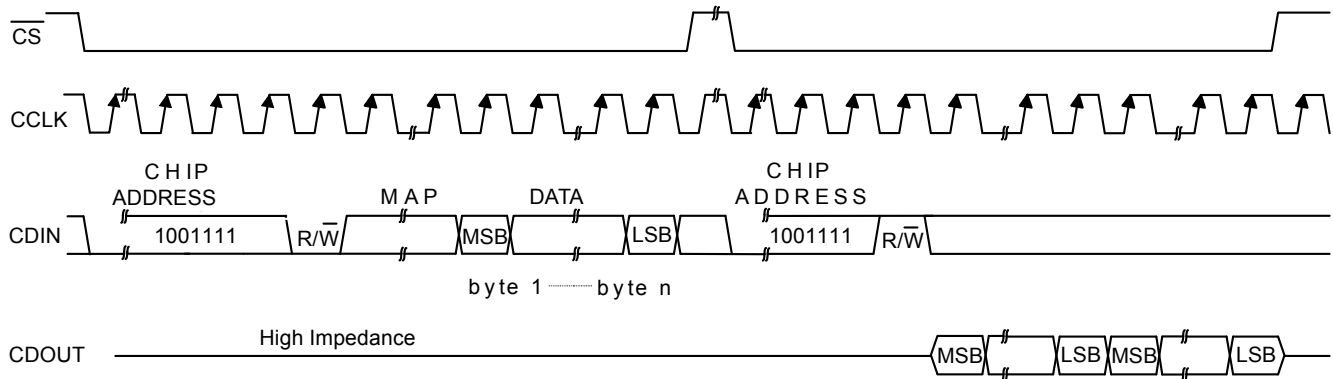 CS
CCLK
CHIP
ADDRESS
MAP
DATA
CHIP
ADDRESS
CDIN
1001111
R/W
MSB
LSB
1001111
R/W
byte 1 ........ byte n
High Impedance
CDOUT
MSB
LSB
MSB
LSB